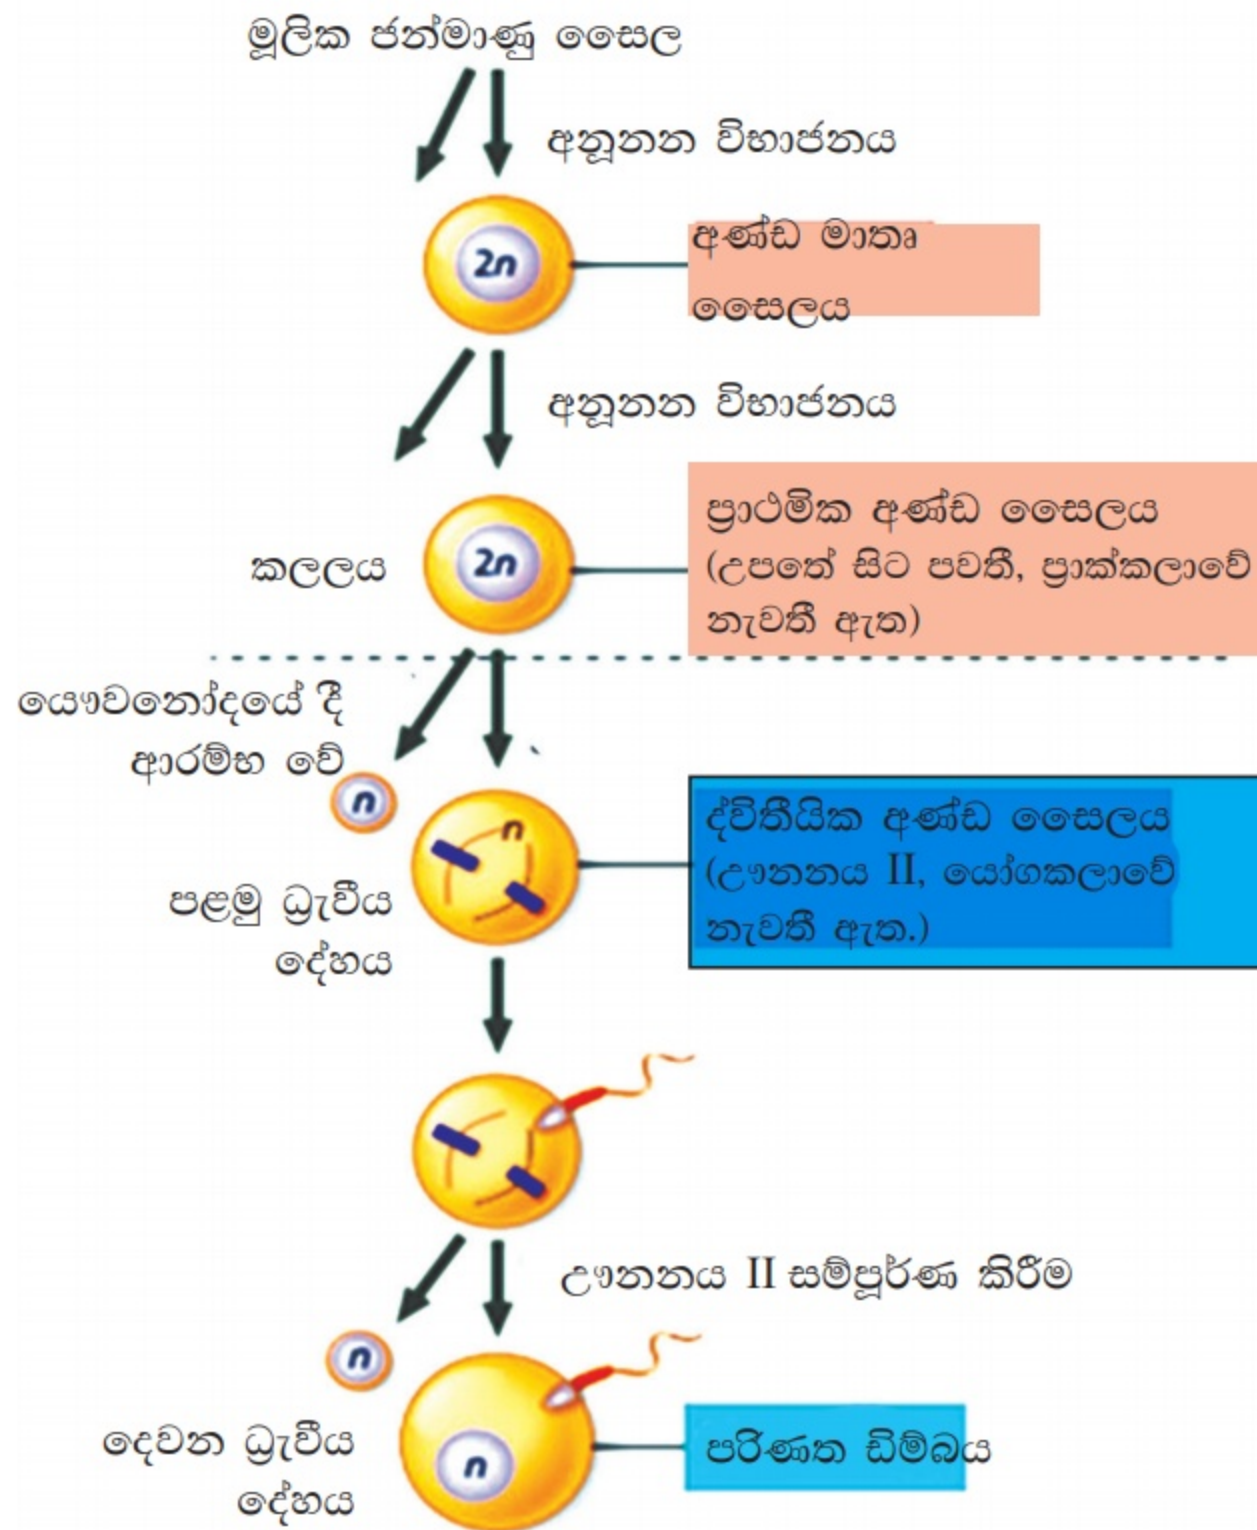 මූලික ජන්මාණු සෛල
අනූනන විභාජනය
2n
අණ්ඩ මාතෘ
සෛලය
අනූනන විභාජනය
කලලය
2n
ප්‍රාථමික අණ්ඩ සෛලය
(උපතේ සිට පවතී, ප්‍රාක්කලාවේ
නැවතී ඇත)
යෞවනෝදයේ දී
ආරම්භ වේ
n
n
ද්විතීයික අණ්ඩ සෛලය
(ඌනනය II, යෝගකලාවේ
නැවතී ඇත.)
පළමු ධ්‍රැවීය
දේහය
ඌනනය II සම්පූර්ණ කිරීම
n
දෙවන ධ්‍රැවීය
දේහය
n
පරිණත ඩිම්බය